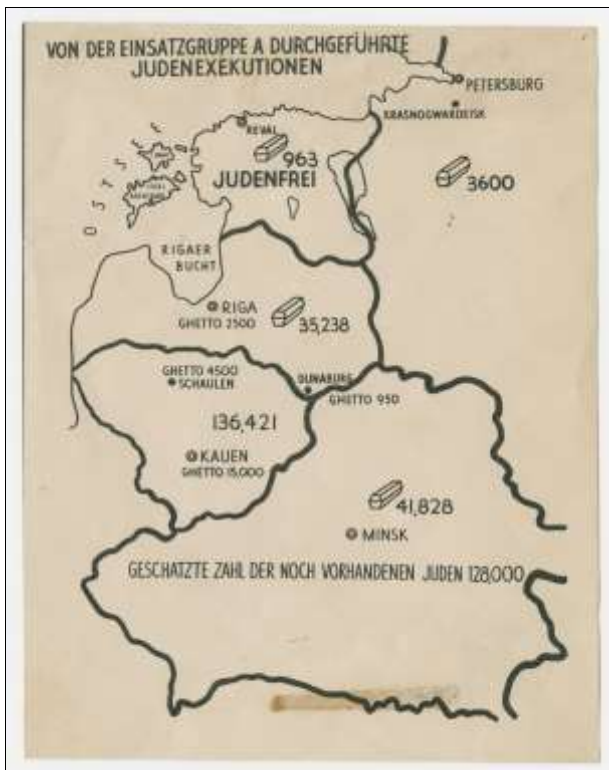 VON DER EINSATZGRUPPE A DURCHGEFÜHRTE
JUDENEXEKUTIONEN
PETERSBURG
KRASNOGWARDEISK
REVAL
963
JUDENFREI
3600
OSTSEE
RIGAER
BUCHT
RIGA
GHETTO 2500
35,238
GHETTO 4500
SCHAULEN
DÜNABURG
GHETTO 950
136,421
KAUEN
GHETTO 15,000
41,828
MINSK
GESCHATZTE ZAHL DER NOCH VORHANDENEN JUDEN 128,000